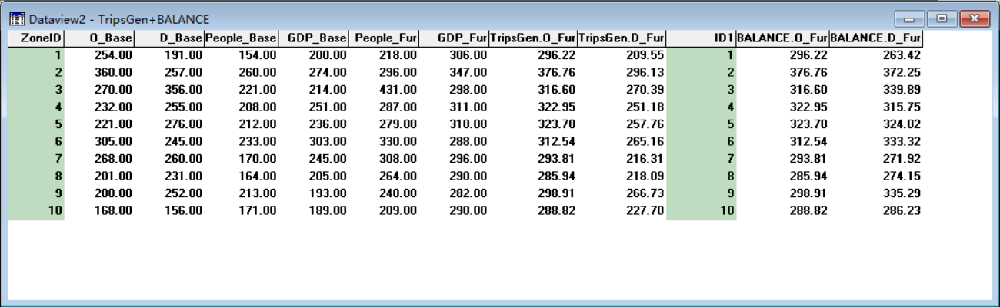 Dataview2 - TripsGen+BALANCE
ZoneID O_Base D_Base People_Base GDP_Base People_Fur GDP_Fur TripsGen.O_Fur TripsGen.D_Fur ID1 BALANCE.O_Fur BALANCE.D_Fur
1 254.00 191.00 154.00 200.00 218.00 306.00 296.22 209.55 1 296.22 263.42
2 360.00 257.00 260.00 274.00 296.00 347.00 376.76 296.13 2 376.76 372.25
3 270.00 356.00 221.00 214.00 431.00 298.00 316.60 270.39 3 316.60 339.89
4 232.00 255.00 208.00 251.00 287.00 311.00 322.95 251.18 4 322.95 315.75
5 221.00 276.00 212.00 236.00 279.00 310.00 323.70 257.76 5 323.70 324.02
6 305.00 245.00 233.00 303.00 330.00 288.00 312.54 265.16 6 312.54 333.32
7 268.00 260.00 170.00 245.00 308.00 296.00 293.81 216.31 7 293.81 271.92
8 201.00 231.00 164.00 205.00 264.00 290.00 285.94 218.09 8 285.94 274.15
9 200.00 252.00 213.00 193.00 240.00 282.00 298.91 266.73 9 298.91 335.29
10 168.00 156.00 171.00 189.00 209.00 290.00 288.82 227.70 10 288.82 286.23